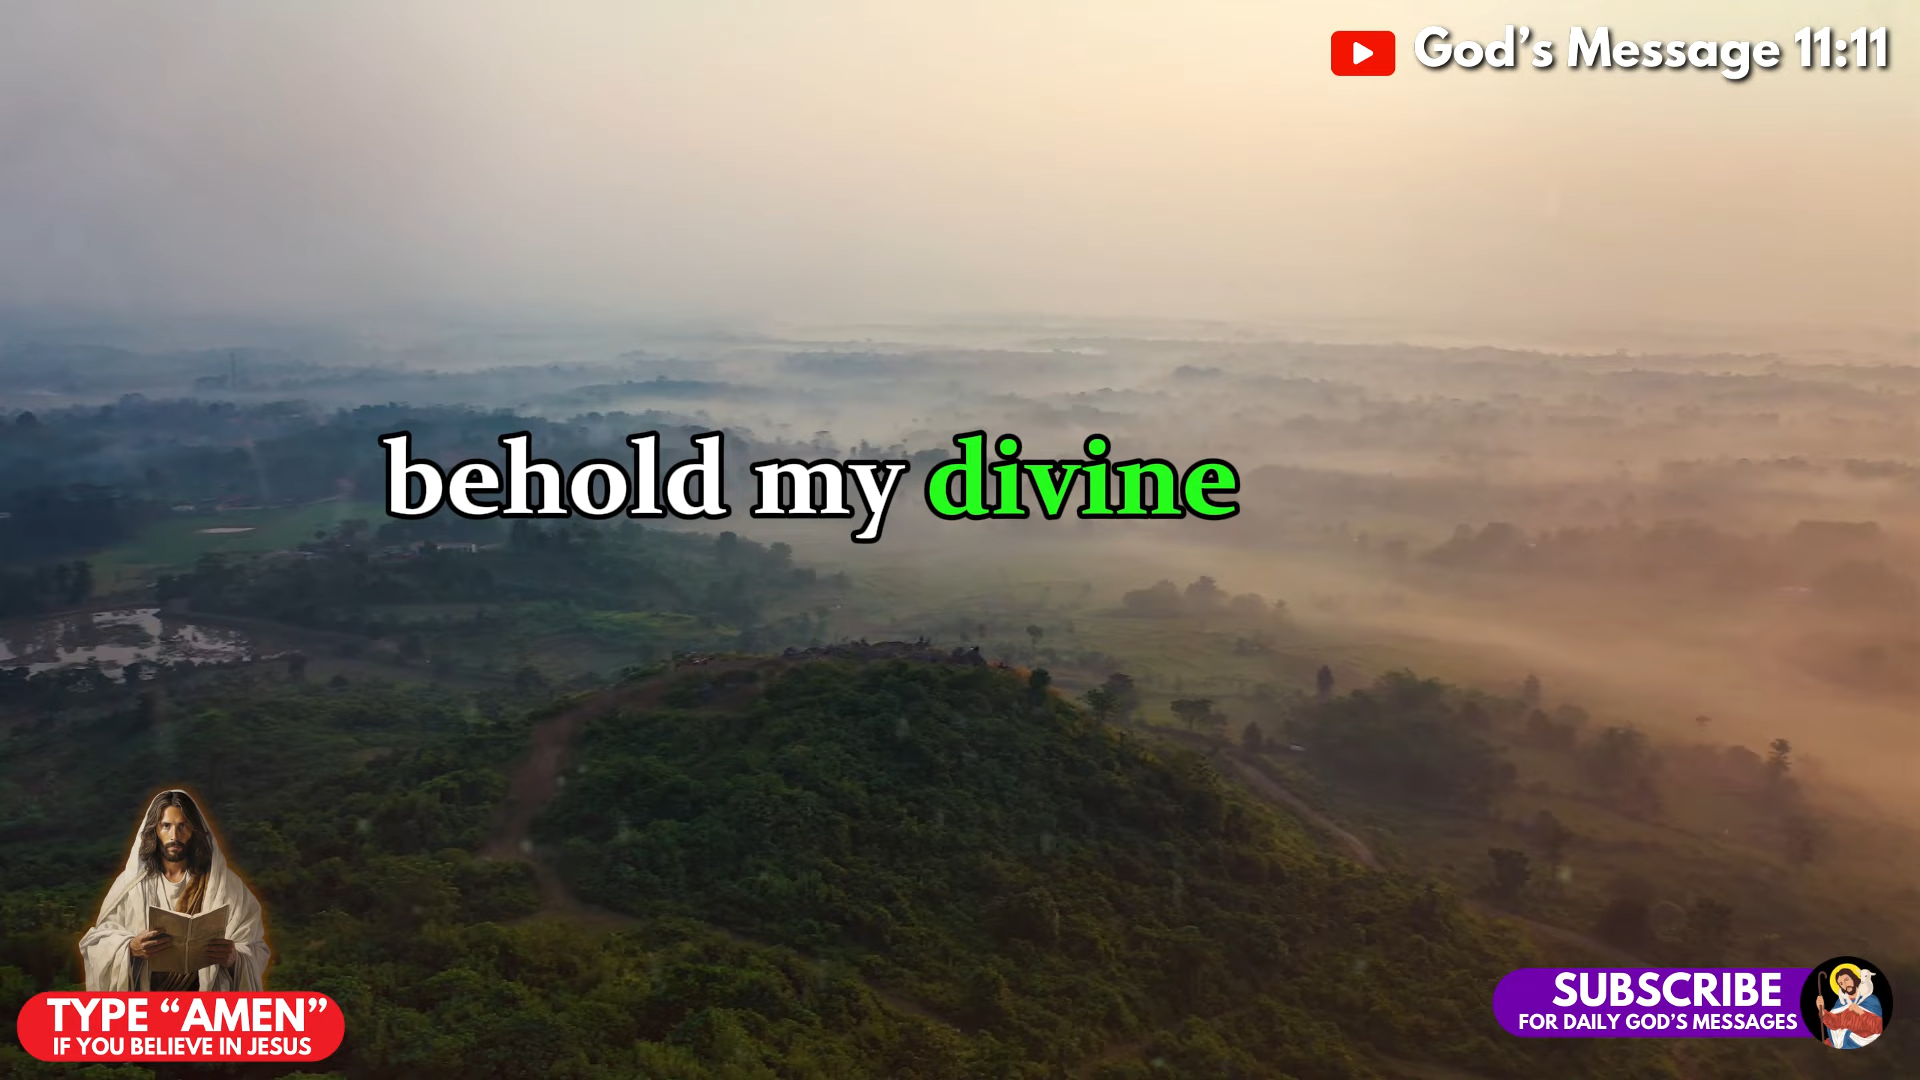 God's Message 11:11
behold my divine
TYPE “AMEN”
IF YOU BELIEVE IN JESUS
SUBSCRIBE
FOR DAILY GOD'S MESSAGES